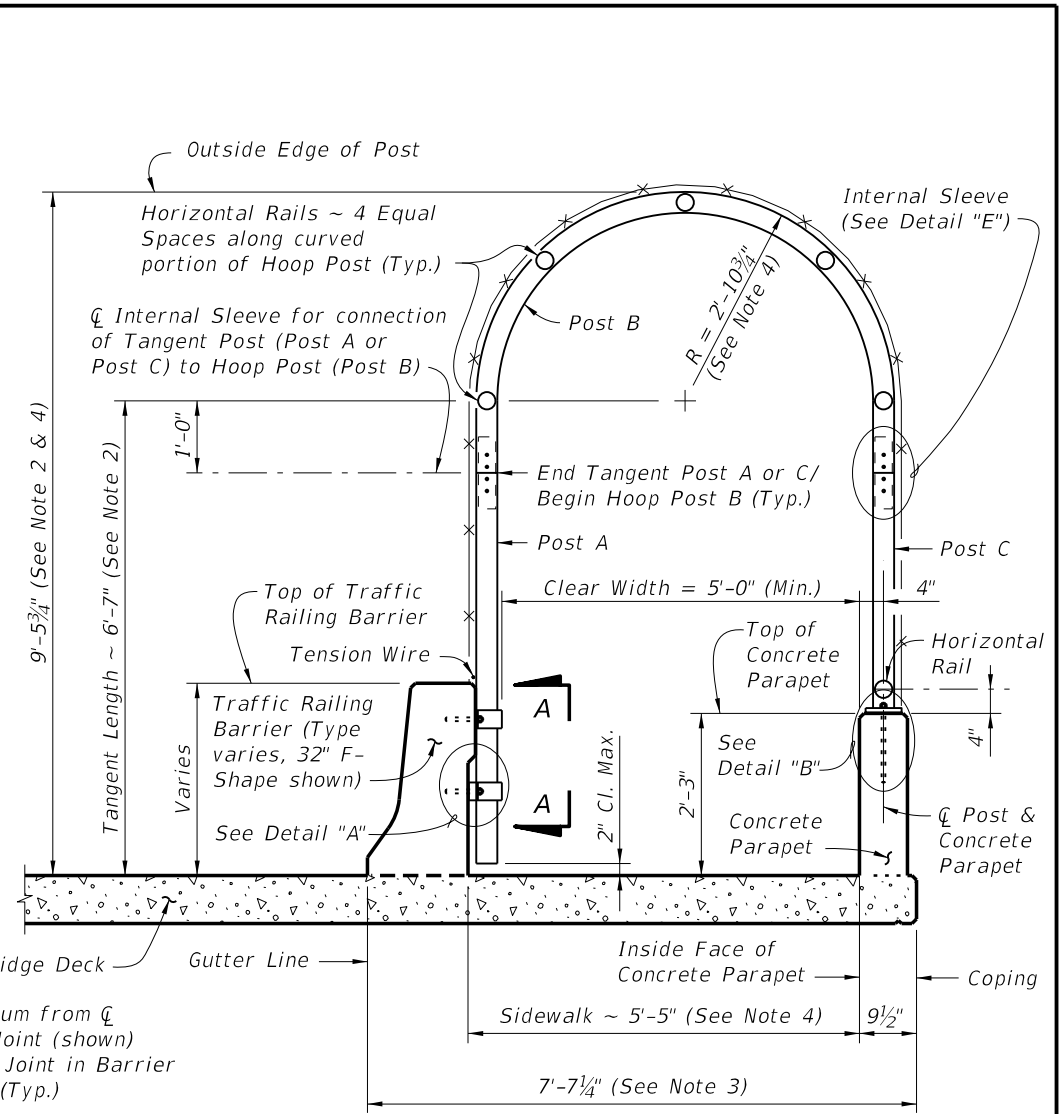 Outside Edge of Post
Horizontal Rails ~ 4 Equal
Spaces along curved
portion of Hoop Post (Typ.)
Internal Sleeve
(See Detail "E")
℄ Internal Sleeve for connection
of Tangent Post (Post A or
Post C) to Hoop Post (Post B)
Post B
R = 2'-10¾"
(See Note 4)
9'-5¾" (See Note 2 & 4)
Tangent Length ~ 6'-7" (See Note 2)
1'-0"
End Tangent Post A or C/
Begin Hoop Post B (Typ.)
Post A
Post C
Clear Width = 5'-0" (Min.)
4"
Top of Traffic
Railing Barrier
Tension Wire
Top of
Concrete
Parapet
Horizontal
Rail
Traffic Railing
Barrier (Type
varies, 32" F-
Shape shown)
Varies
A
A
See
Detail "B"
4"
2" Cl. Max.
2'-3"
See Detail "A"
Concrete
Parapet
℄ Post &
Concrete
Parapet
idge Deck
Gutter Line
Inside Face of
Concrete Parapet
Coping
um from ℄
Joint (shown)
Joint in Barrier
(Typ.)
Sidewalk ~ 5'-5" (See Note 4)
9½"
7'-7¼" (See Note 3)